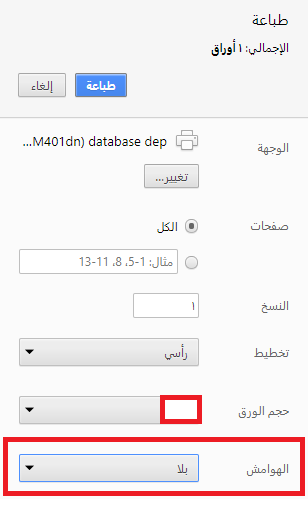 طباعة
الإجمالي: ١ أوراق
طباعة
إلغاء
الوجهة
...M401dn) database dep
تغيير...
صفحات
الكل
مثال: 1-5، 8، 11-13
النسخ
١
تخطيط
رأسي
حجم الورق
الهوامش
بلا